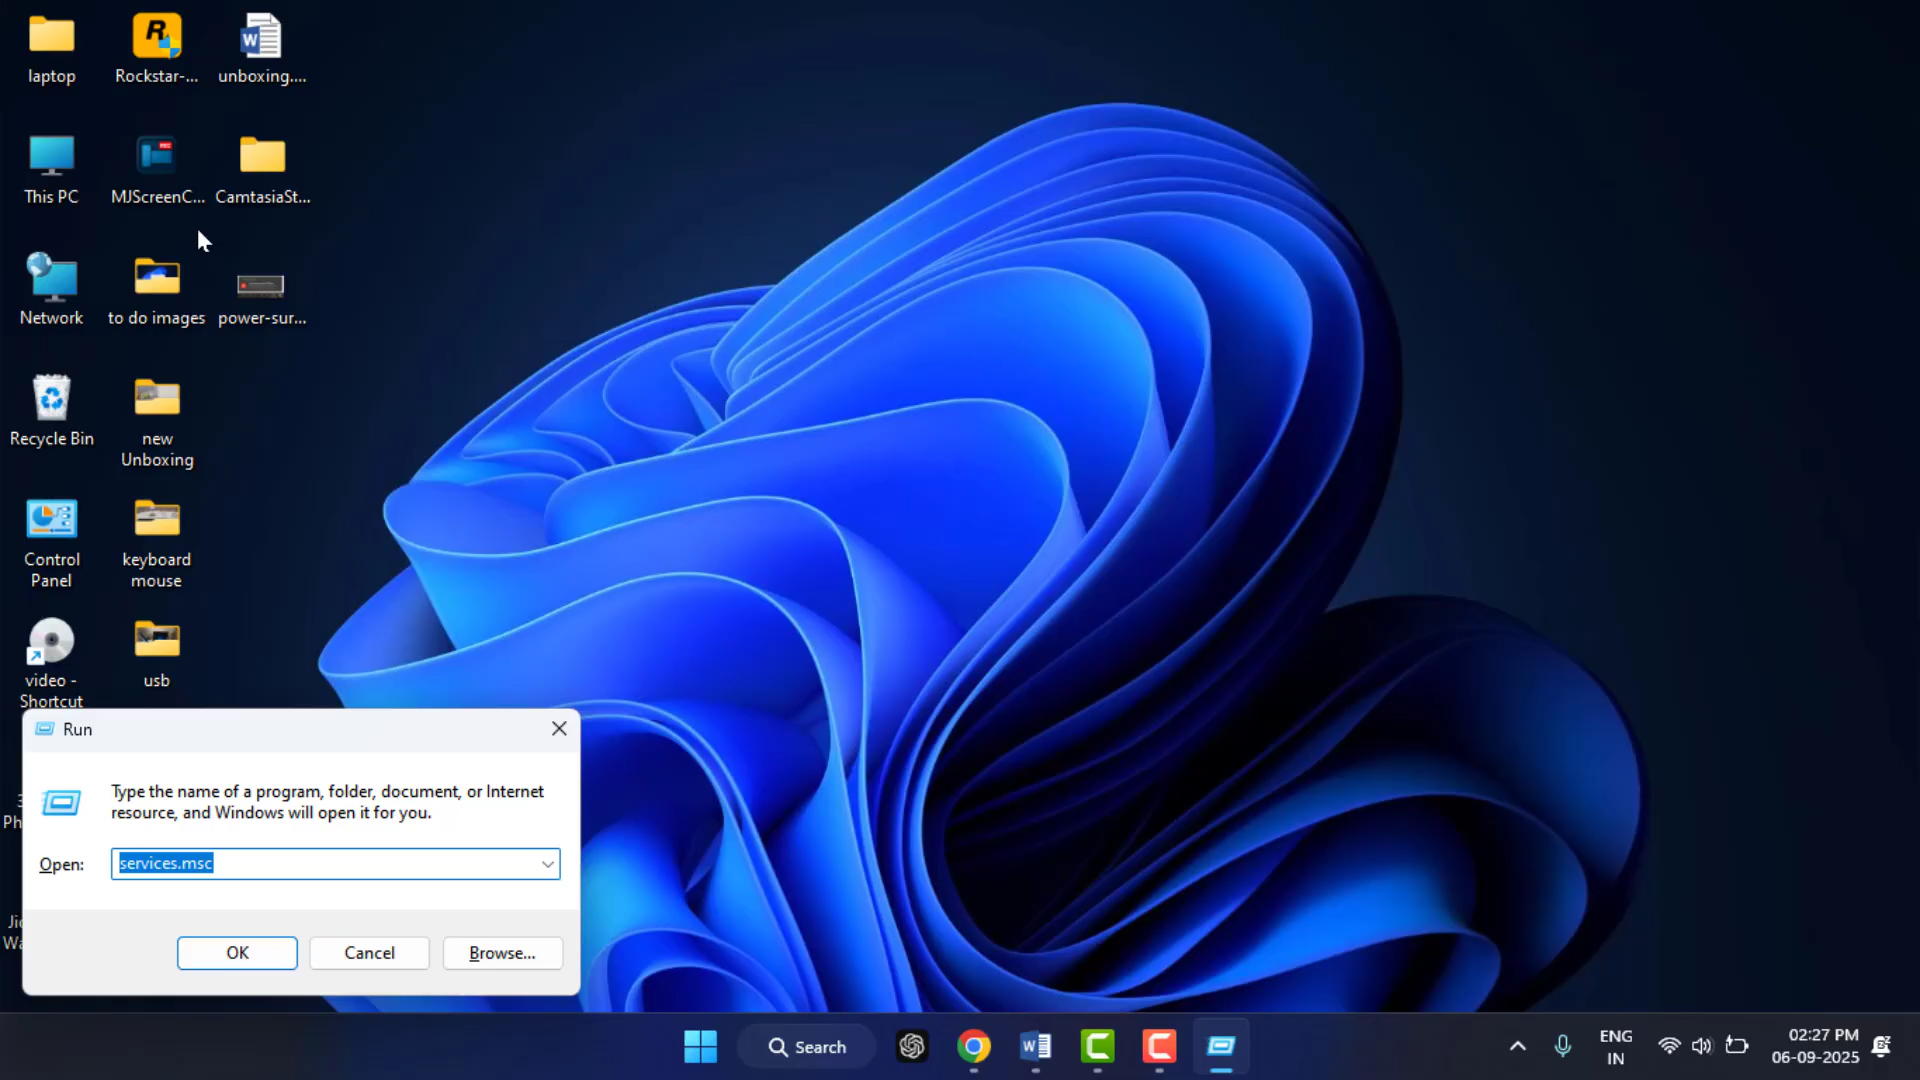 laptop
Rockstar-...
unboxing....
This PC
MJScreenC...
CamtasiaSt...
Network
to do images
power-sur...
Recycle Bin
new
Unboxing
Control
Panel
keyboard
mouse
video -
Shortcut
usb
Ph
Jio
Wa
Run
Type the name of a program, folder, document, or Internet
resource, and Windows will open it for you.
Open:
services.msc
OK
Cancel
Browse...
Search
ENG
IN
02:27 PM
06-09-2025